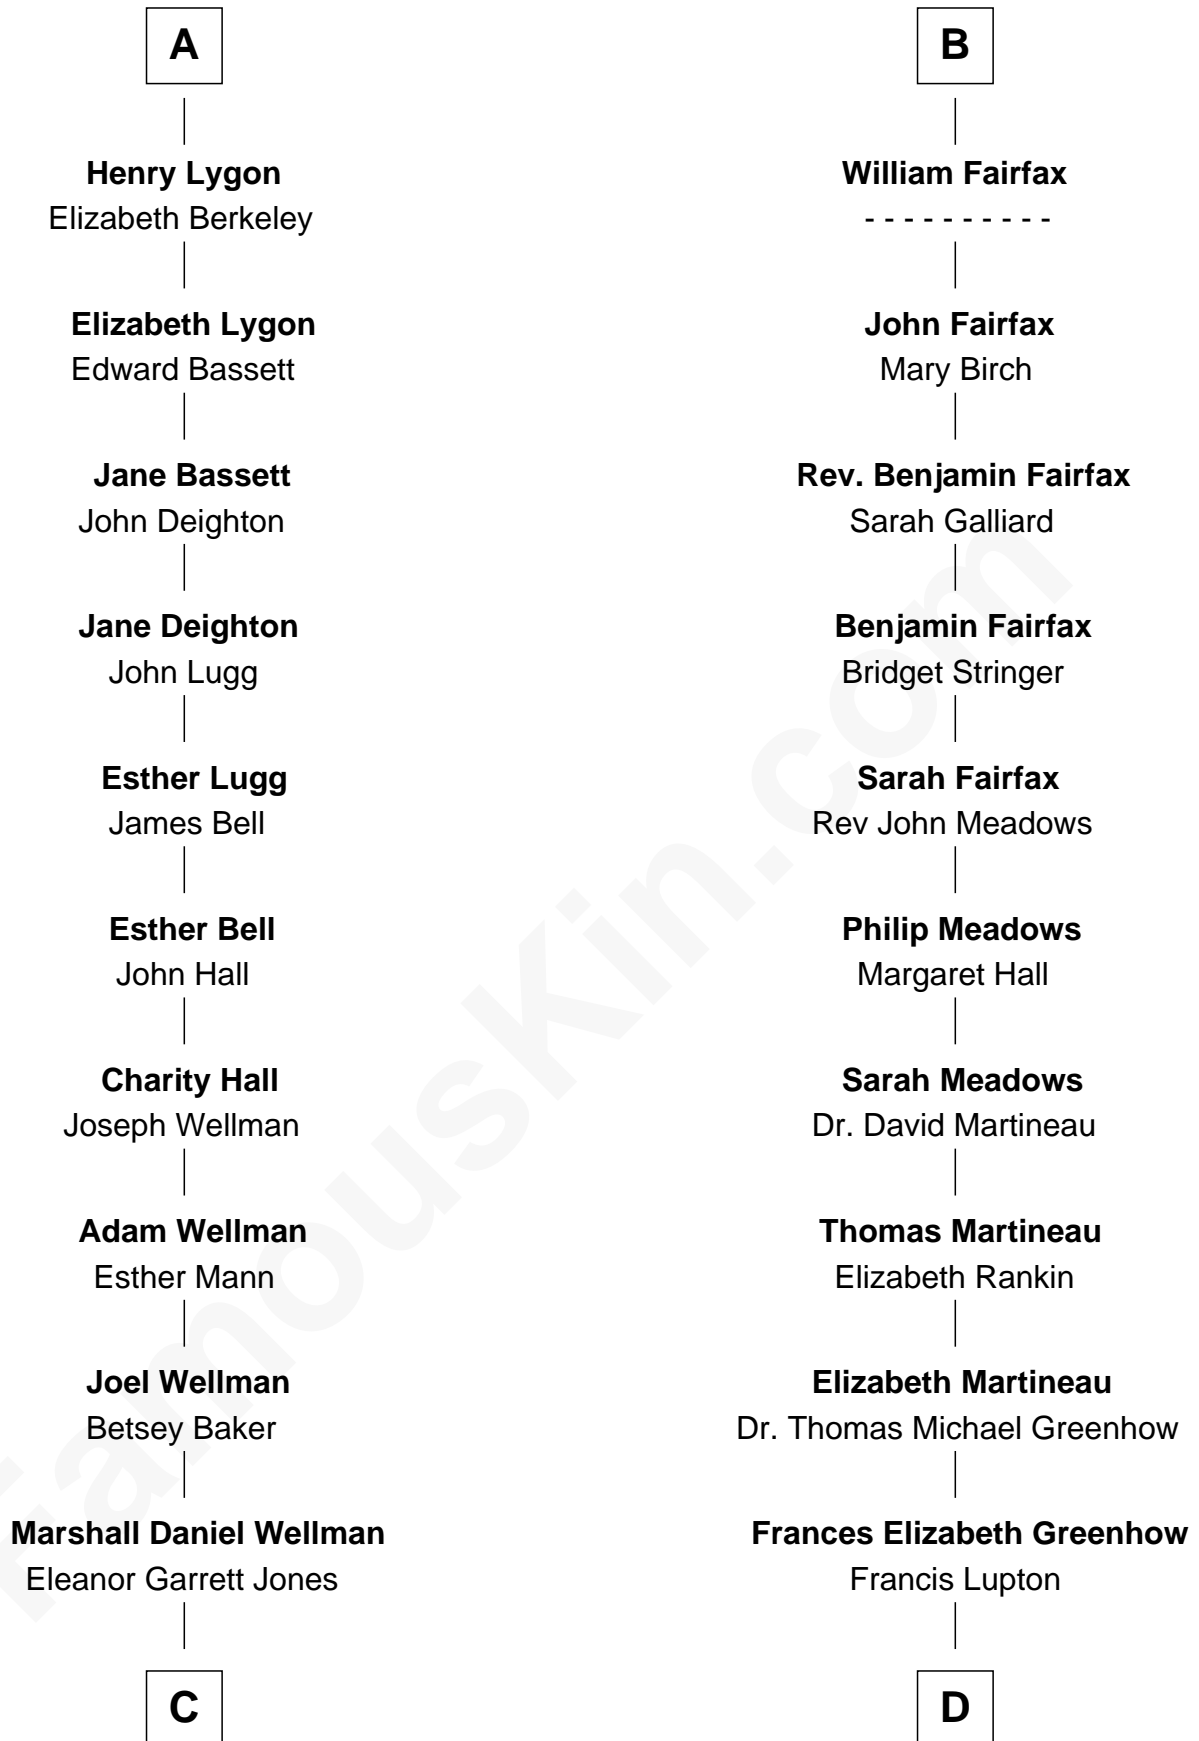 A
Henry Lygon
Elizabeth Berkeley
Elizabeth Lygon
Edward Bassett
Jane Bassett
John Deighton
Jane Deighton
John Lugg
Esther Lugg
James Bell
Esther Bell
John Hall
Charity Hall
Joseph Wellman
Adam Wellman
Esther Mann
Joel Wellman
Betsey Baker
Marshall Daniel Wellman
Eleanor Garrett Jones
C
B
William Fairfax
- - - - - - - - - -
John Fairfax
Mary Birch
Rev. Benjamin Fairfax
Sarah Galliard
Benjamin Fairfax
Bridget Stringer
Sarah Fairfax
Rev John Meadows
Philip Meadows
Margaret Hall
Sarah Meadows
Dr. David Martineau
Thomas Martineau
Elizabeth Rankin
Elizabeth Martineau
Dr. Thomas Michael Greenhow
Frances Elizabeth Greenhow
Francis Lupton
D
FamousKin.com